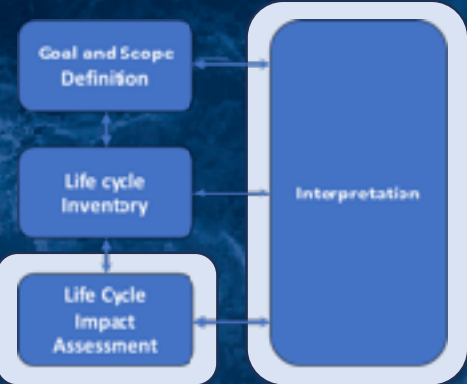 Goal and Scope
Definition
Life cycle
Inventory
Life Cycle
Impact
Assessment
Interpretation